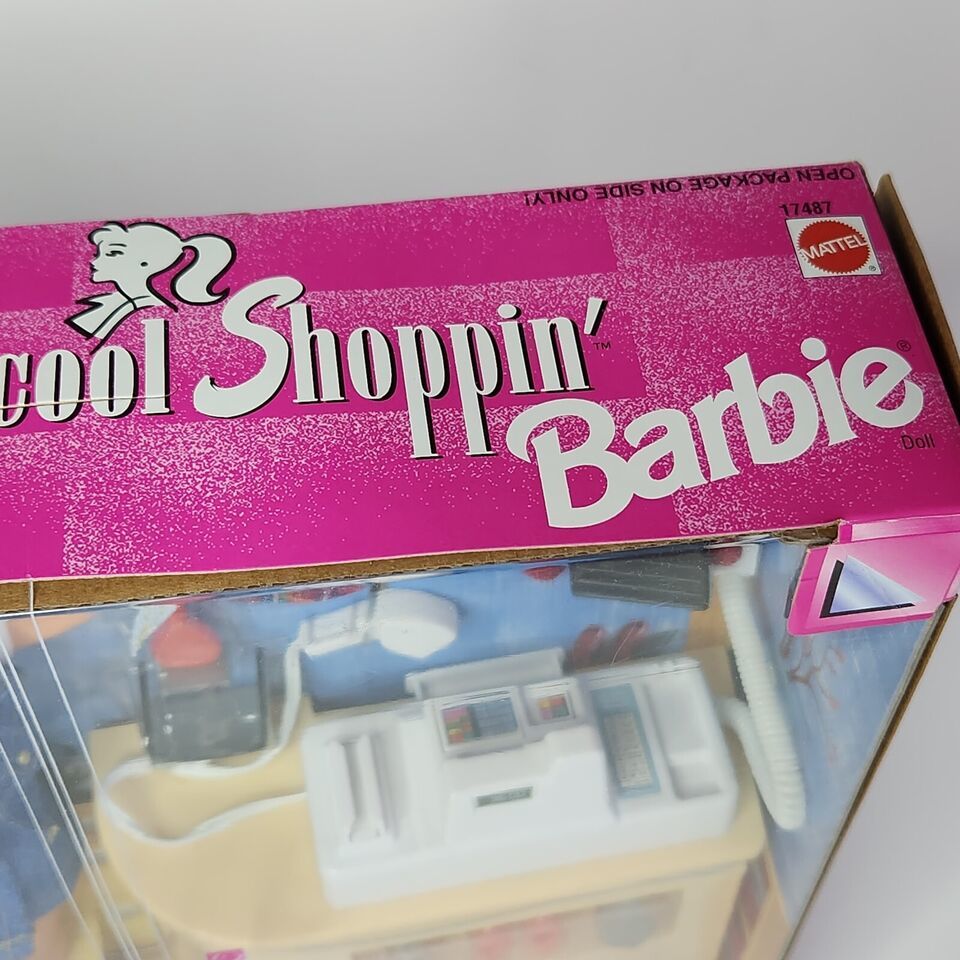 OPEN PACKAGE ON SIDE ONLY!
17487
MATTEL
®
cool Shoppin'™
Barbie®
Doll